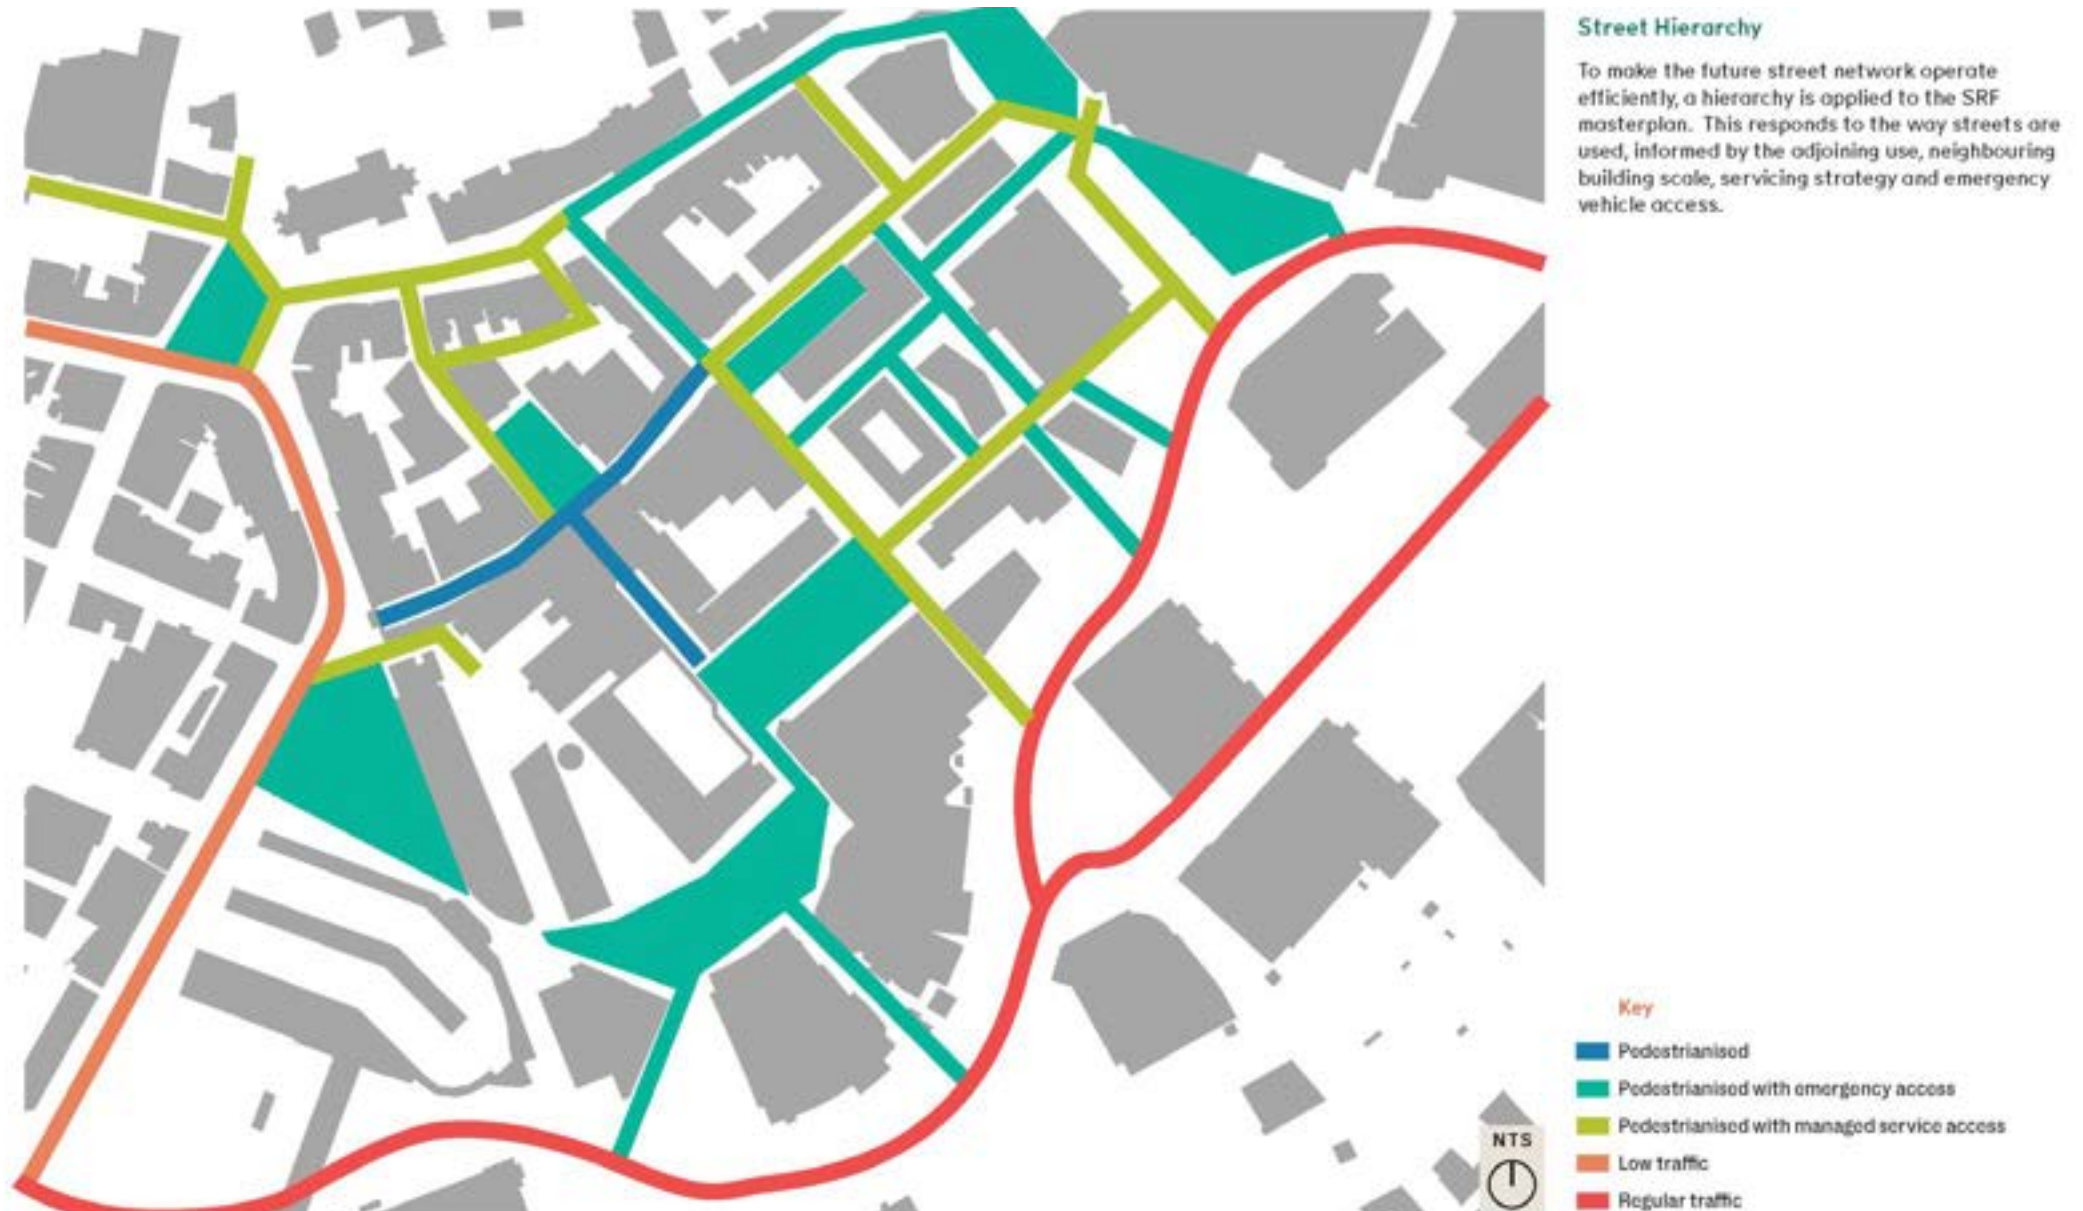 Street Hierarchy
To make the future street network operate
efficiently, a hierarchy is applied to the SRF
masterplan. This responds to the way streets are
used, informed by the adjoining use, neighbouring
building scale, servicing strategy and emergency
vehicle access.
Key
Pedestrianised
Pedestrianised with emergency access
Pedestrianised with managed service access
Low traffic
Regular traffic
NTS